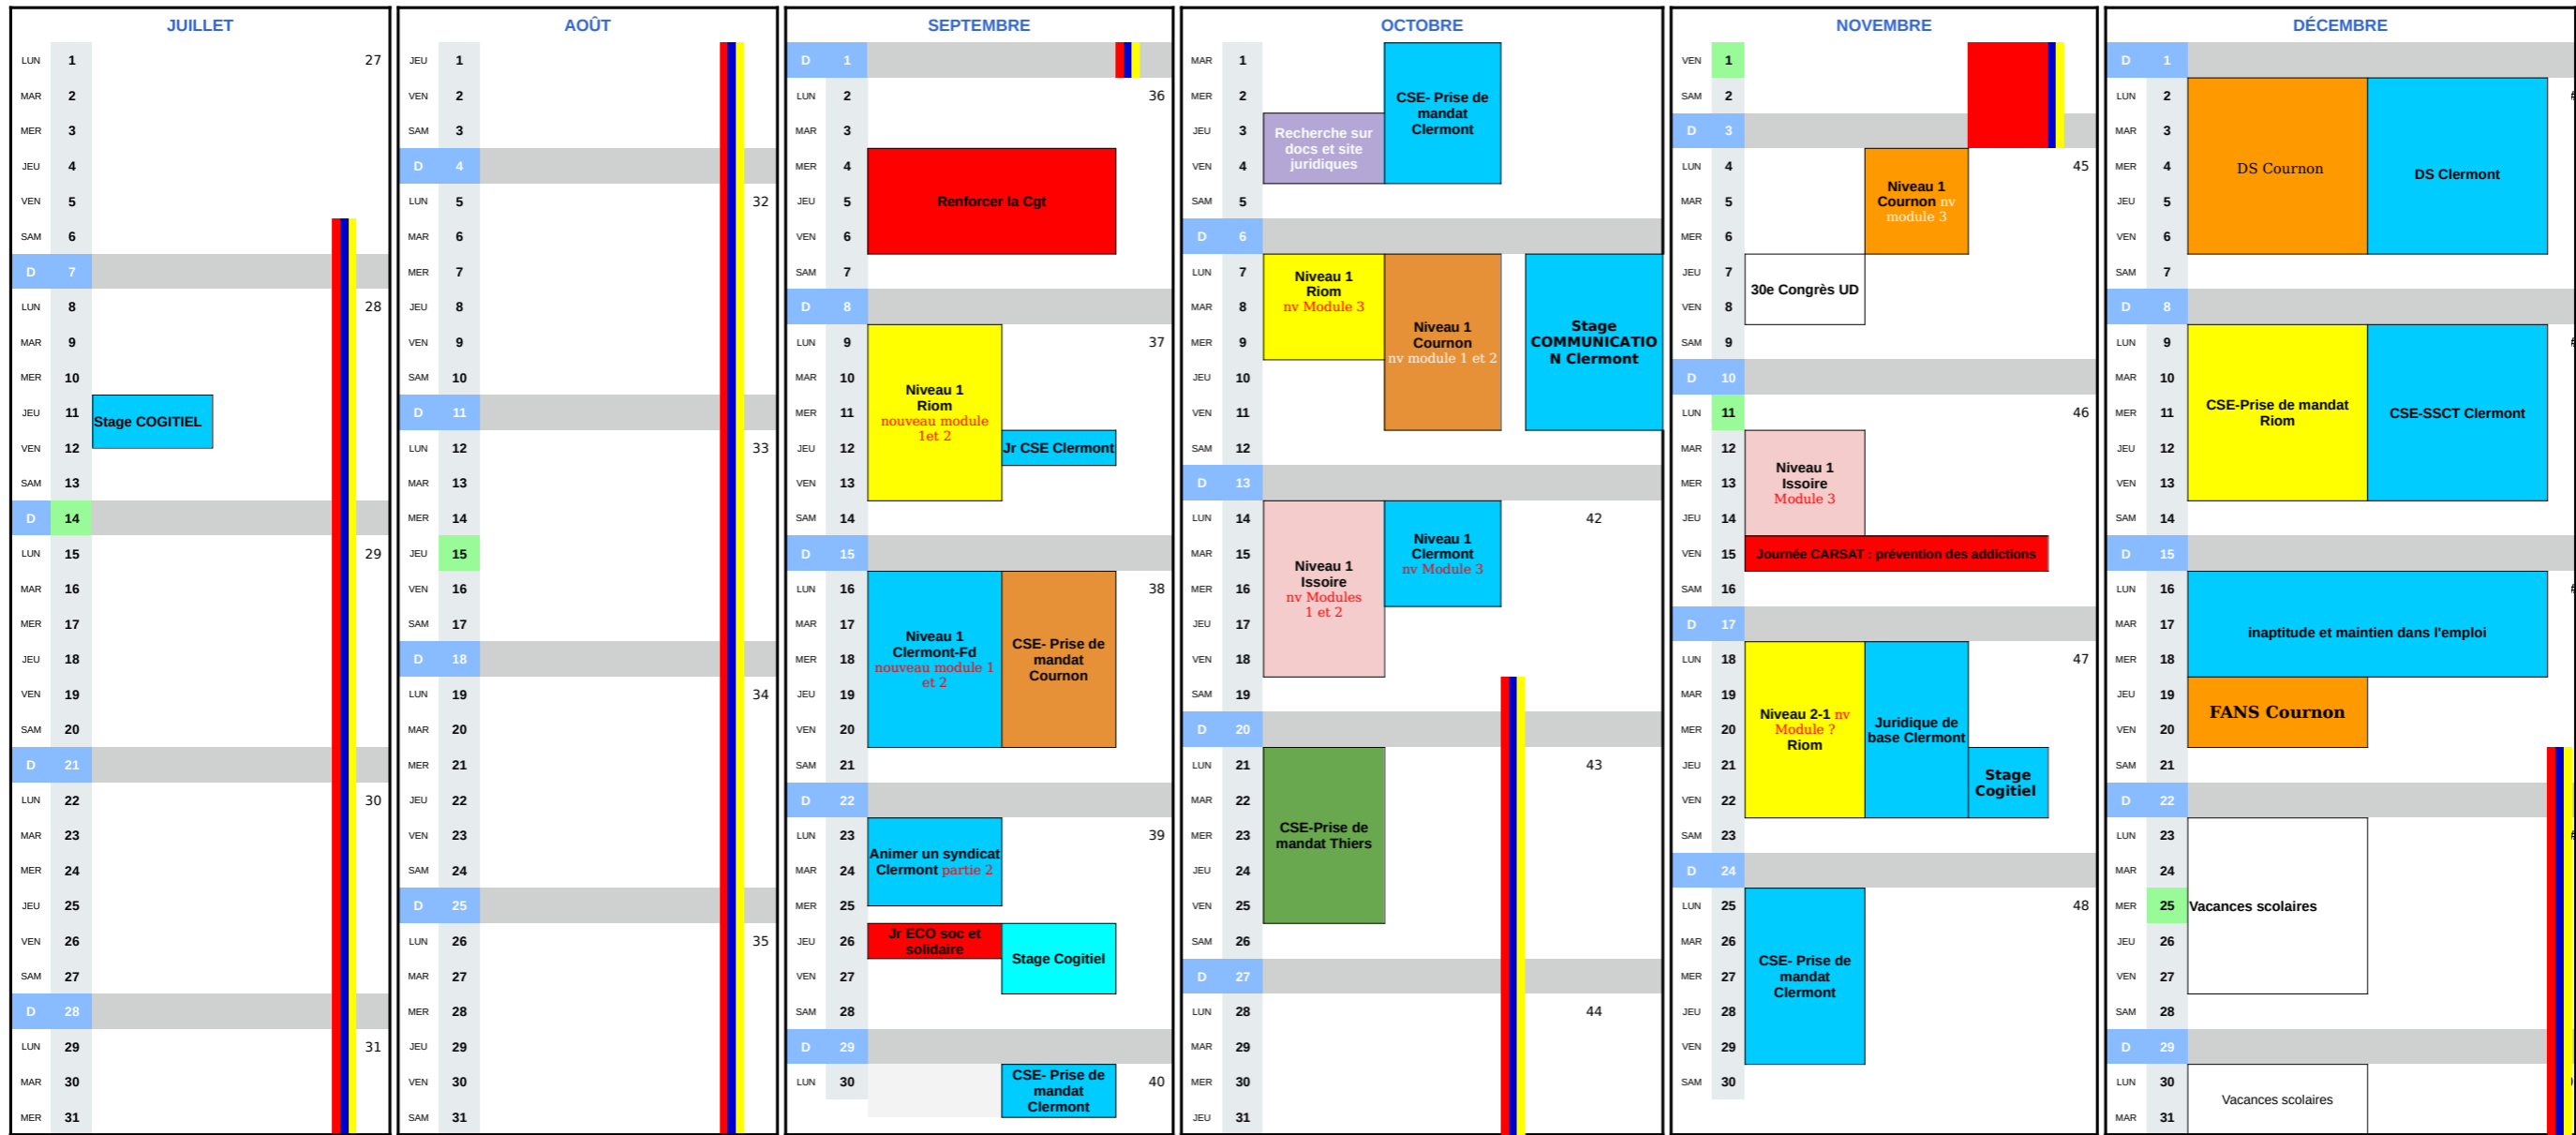 JUILLET
LUN 1 27
MAR 2
MER 3
JEU 4
VEN 5
SAM 6
D 7
LUN 8 28
MAR 9
MER 10
JEU 11
Stage COGITIEL
VEN 12
SAM 13
D 14
LUN 15 29
MAR 16
MER 17
JEU 18
VEN 19
SAM 20
D 21
LUN 22 30
MAR 23
MER 24
JEU 25
VEN 26
SAM 27
D 28
LUN 29 31
MAR 30
MER 31
AOÛT
JEU 1
VEN 2
SAM 3
D 4
LUN 5 32
MAR 6
MER 7
JEU 8
VEN 9
SAM 10
D 11
LUN 12 33
MAR 13
MER 14
JEU 15
VEN 16
SAM 17
D 18
LUN 19 34
MAR 20
MER 21
JEU 22
VEN 23
SAM 24
D 25
LUN 26 35
MAR 27
MER 28
JEU 29
VEN 30
SAM 31
SEPTEMBRE
D 1
LUN 2 36
MAR 3
MER 4
JEU 5
Renforcer la Cgt
VEN 6
SAM 7
D 8
LUN 9 37
MAR 10
Niveau 1
Riom
nouveau module
1et 2
MER 11
JEU 12
Jr CSE Clermont
VEN 13
SAM 14
D 15
LUN 16 38
MAR 17
Niveau 1
Clermont-Fd
nouveau module 1
et 2
CSE- Prise de
mandat
Cournon
MER 18
JEU 19
VEN 20
SAM 21
D 22
LUN 23 39
Animer un syndicat
Clermont partie 2
MAR 24
MER 25
JEU 26
Jr ECO soc et
solidaire
Stage Cogitiel
VEN 27
SAM 28
D 29
LUN 30 40
CSE- Prise de
mandat
Clermont
OCTOBRE
MAR 1
MER 2
CSE- Prise de
mandat
Clermont
JEU 3
Recherche sur
docs et site
juridiques
VEN 4
SAM 5
D 6
LUN 7
Niveau 1
Riom
nv Module 3
MAR 8
Niveau 1
Cournon
nv module 1 et 2
Stage
COMMUNICATIO
N Clermont
MER 9
JEU 10
VEN 11
SAM 12
D 13
LUN 14 42
Niveau 1
Clermont
nv Module 3
MAR 15
Niveau 1
Issoire
nv Modules
1 et 2
MER 16
JEU 17
VEN 18
SAM 19
D 20
LUN 21 43
MAR 22
MER 23
CSE-Prise de
mandat Thiers
JEU 24
VEN 25
SAM 26
D 27
LUN 28 44
MAR 29
MER 30
JEU 31
NOVEMBRE
VEN 1
SAM 2
D 3
LUN 4 45
Niveau 1
Cournon nv
module 3
MAR 5
MER 6
JEU 7
30e Congrès UD
VEN 8
SAM 9
D 10
LUN 11 46
MAR 12
Niveau 1
Issoire
Module 3
MER 13
JEU 14
VEN 15
Journée CARSAT : prévention des addictions
SAM 16
D 17
LUN 18 47
MAR 19
Niveau 2-1 nv
Module ?
Riom
Juridique de
base Clermont
MER 20
JEU 21
Stage
Cogitiel
VEN 22
SAM 23
D 24
LUN 25 48
MAR 26
CSE- Prise de
mandat
Clermont
MER 27
JEU 28
VEN 29
SAM 30
DÉCEMBRE
D 1
LUN 2
MAR 3
MER 4
DS Cournon
DS Clermont
JEU 5
VEN 6
SAM 7
D 8
LUN 9
MAR 10
MER 11
CSE-Prise de mandat
Riom
CSE-SSCT Clermont
JEU 12
VEN 13
SAM 14
D 15
LUN 16
MAR 17
inaptitude et maintien dans l'emploi
MER 18
JEU 19
FANS Cournon
VEN 20
SAM 21
D 22
LUN 23
MAR 24
MER 25
Vacances scolaires
JEU 26
VEN 27
SAM 28
D 29
LUN 30
Vacances scolaires
MAR 31